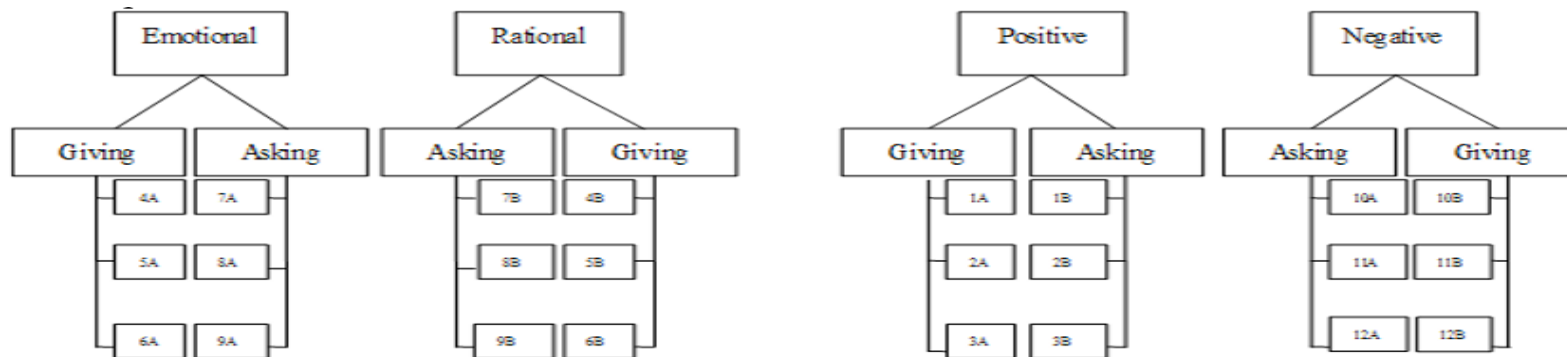 Emotional Rational Positive Negative
Giving Asking Asking Giving Giving Asking Asking Giving
4A 7A 7B 4B 1A 1B 10A 10B
5A 8A 8B 5B 2A 2B 11A 11B
6A 9A 9B 6B 3A 3B 12A 12B